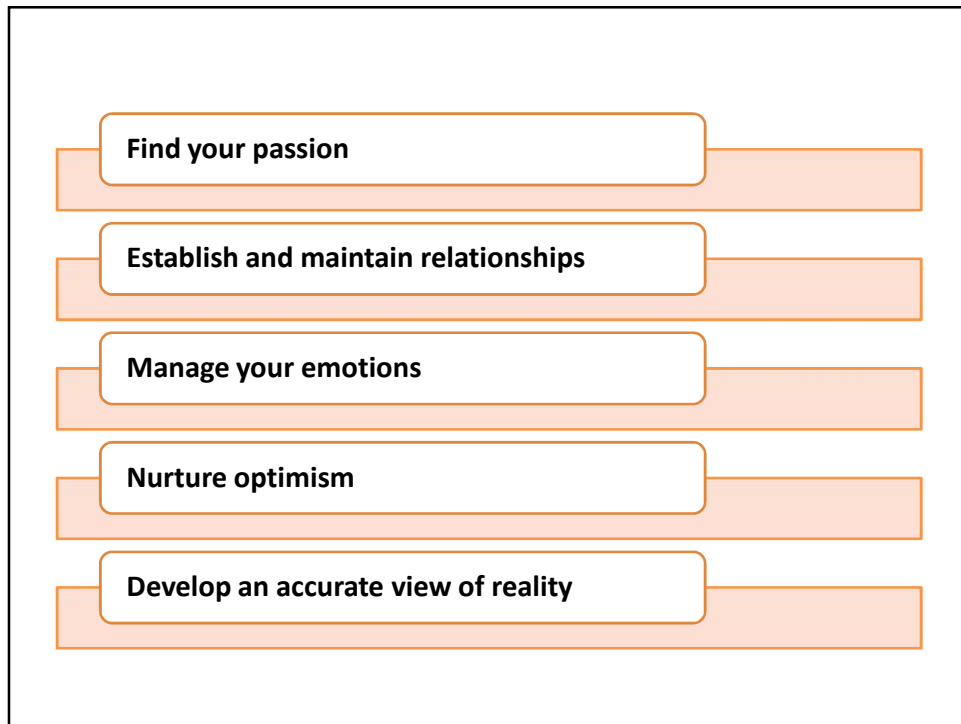 Find your passion
Establish and maintain relationships
Manage your emotions
Nurture optimism
Develop an accurate view of reality